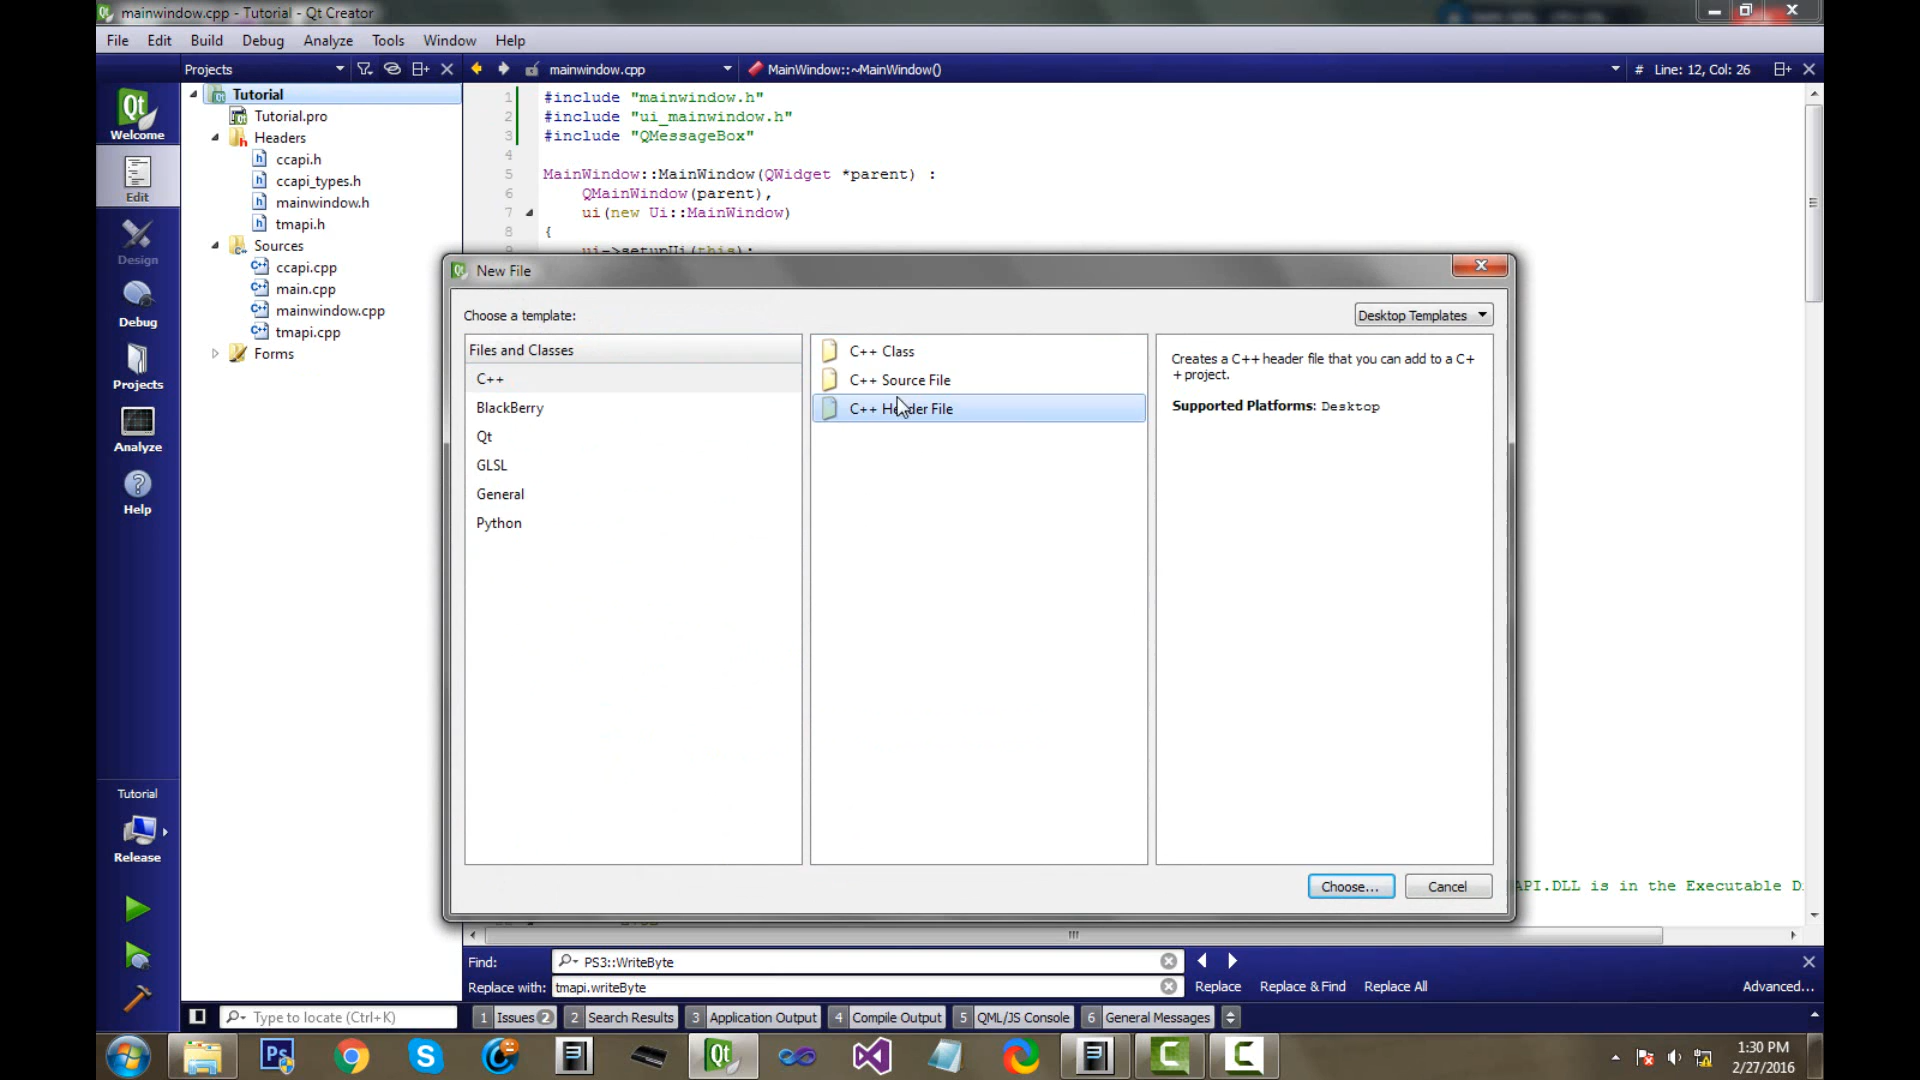 mainwindow.cpp - Tutorial - Qt Creator
File Edit Build Debug Analyze Tools Window Help
Projects mainwindow.cpp MainWindow::~MainWindow() # Line: 12, Col: 26
Qt Welcome
Edit
Design
Debug
Projects
Analyze
Help
Tutorial
Release
Tutorial
Tutorial.pro
Headers
ccapi.h
ccapi_types.h
mainwindow.h
tmapi.h
Sources
ccapi.cpp
main.cpp
mainwindow.cpp
tmapi.cpp
Forms
1 #include "mainwindow.h"
2 #include "ui_mainwindow.h"
3 #include "QMessageBox"
4
5 MainWindow::MainWindow(QWidget *parent) :
6 QMainWindow(parent),
7 ui(new Ui::MainWindow)
8 {
9 ui->setupUi(this);
New File
Choose a template: Desktop Templates
Files and Classes
C++
BlackBerry
Qt
GLSL
General
Python
C++ Class
C++ Source File
C++ Header File
Creates a C++ header file that you can add to a C+
+ project.
Supported Platforms: Desktop
Choose... Cancel
API.DLL is in the Executable D
Find: PS3::WriteByte
Replace with: tmapi.writeByte Replace Replace & Find Replace All Advanced...
Type to locate (Ctrl+K) 1 Issues 2 2 Search Results 3 Application Output 4 Compile Output 5 QML/JS Console 6 General Messages
Ps Qt
1:30 PM
2/27/2016